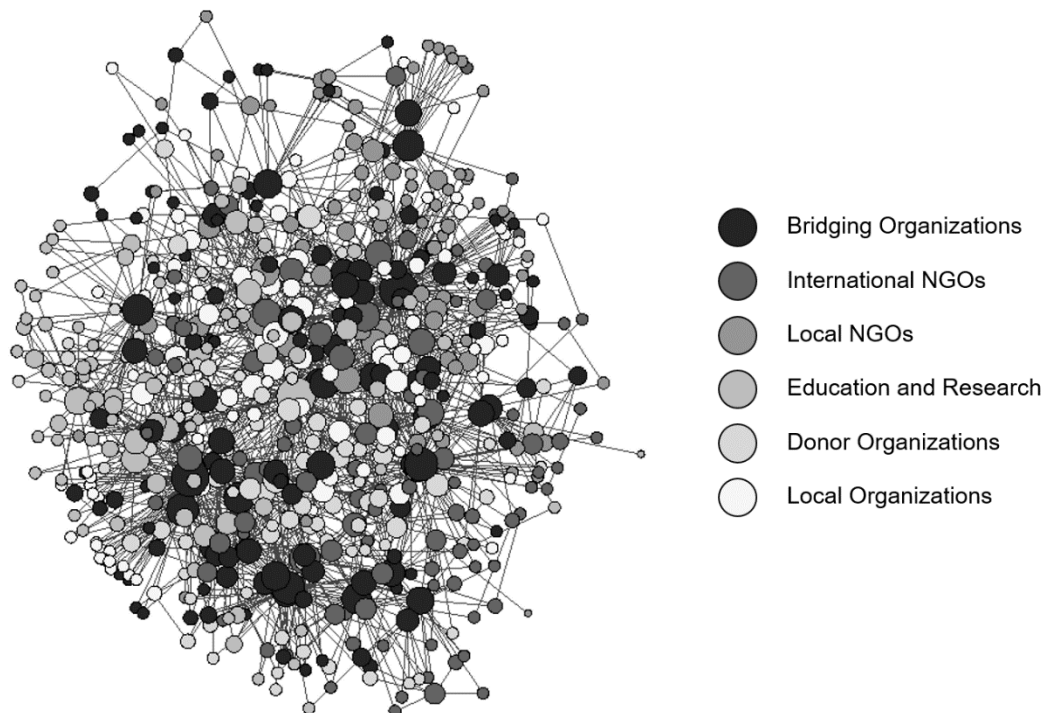 Bridging Organizations
International NGOs
Local NGOs
Education and Research
Donor Organizations
Local Organizations